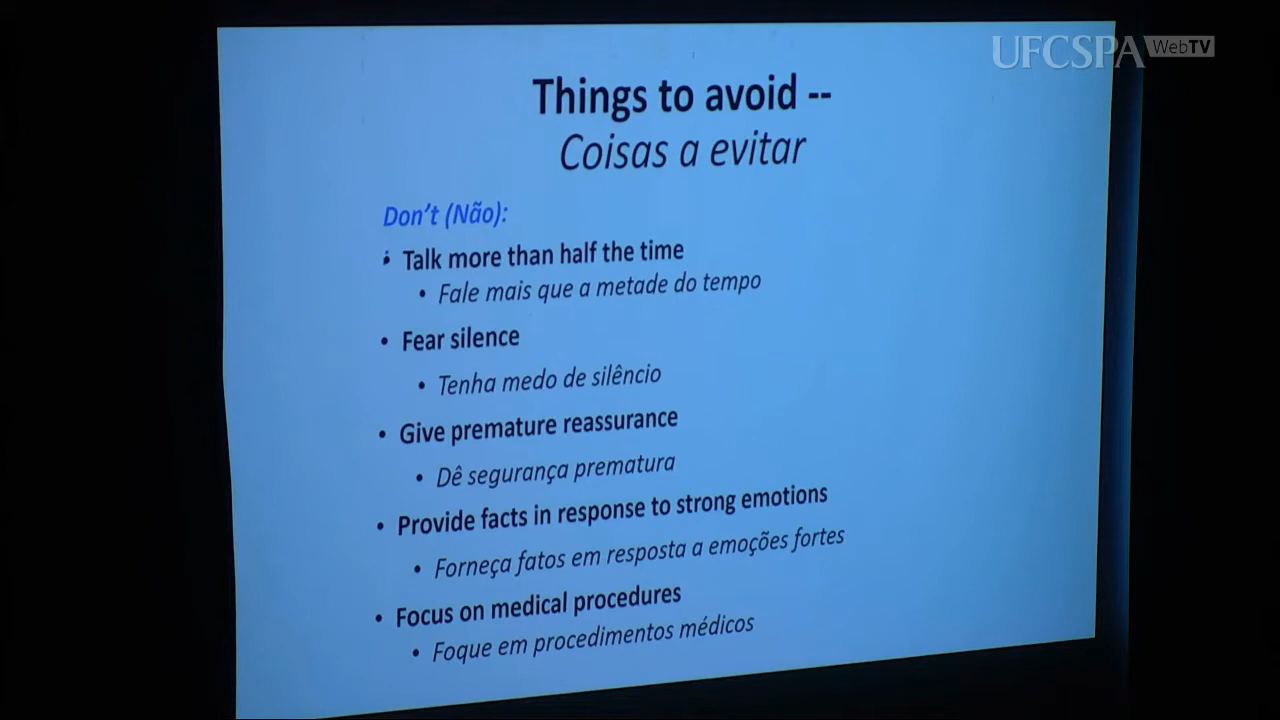 UFCSPA WebTV
Things to avoid --
Coisas a evitar
Don't (Não):
• Talk more than half the time
• Fale mais que a metade do tempo
• Fear silence
• Tenha medo de silêncio
• Give premature reassurance
• Dê segurança prematura
• Provide facts in response to strong emotions
• Forneça fatos em resposta a emoções fortes
• Focus on medical procedures
• Foque em procedimentos médicos